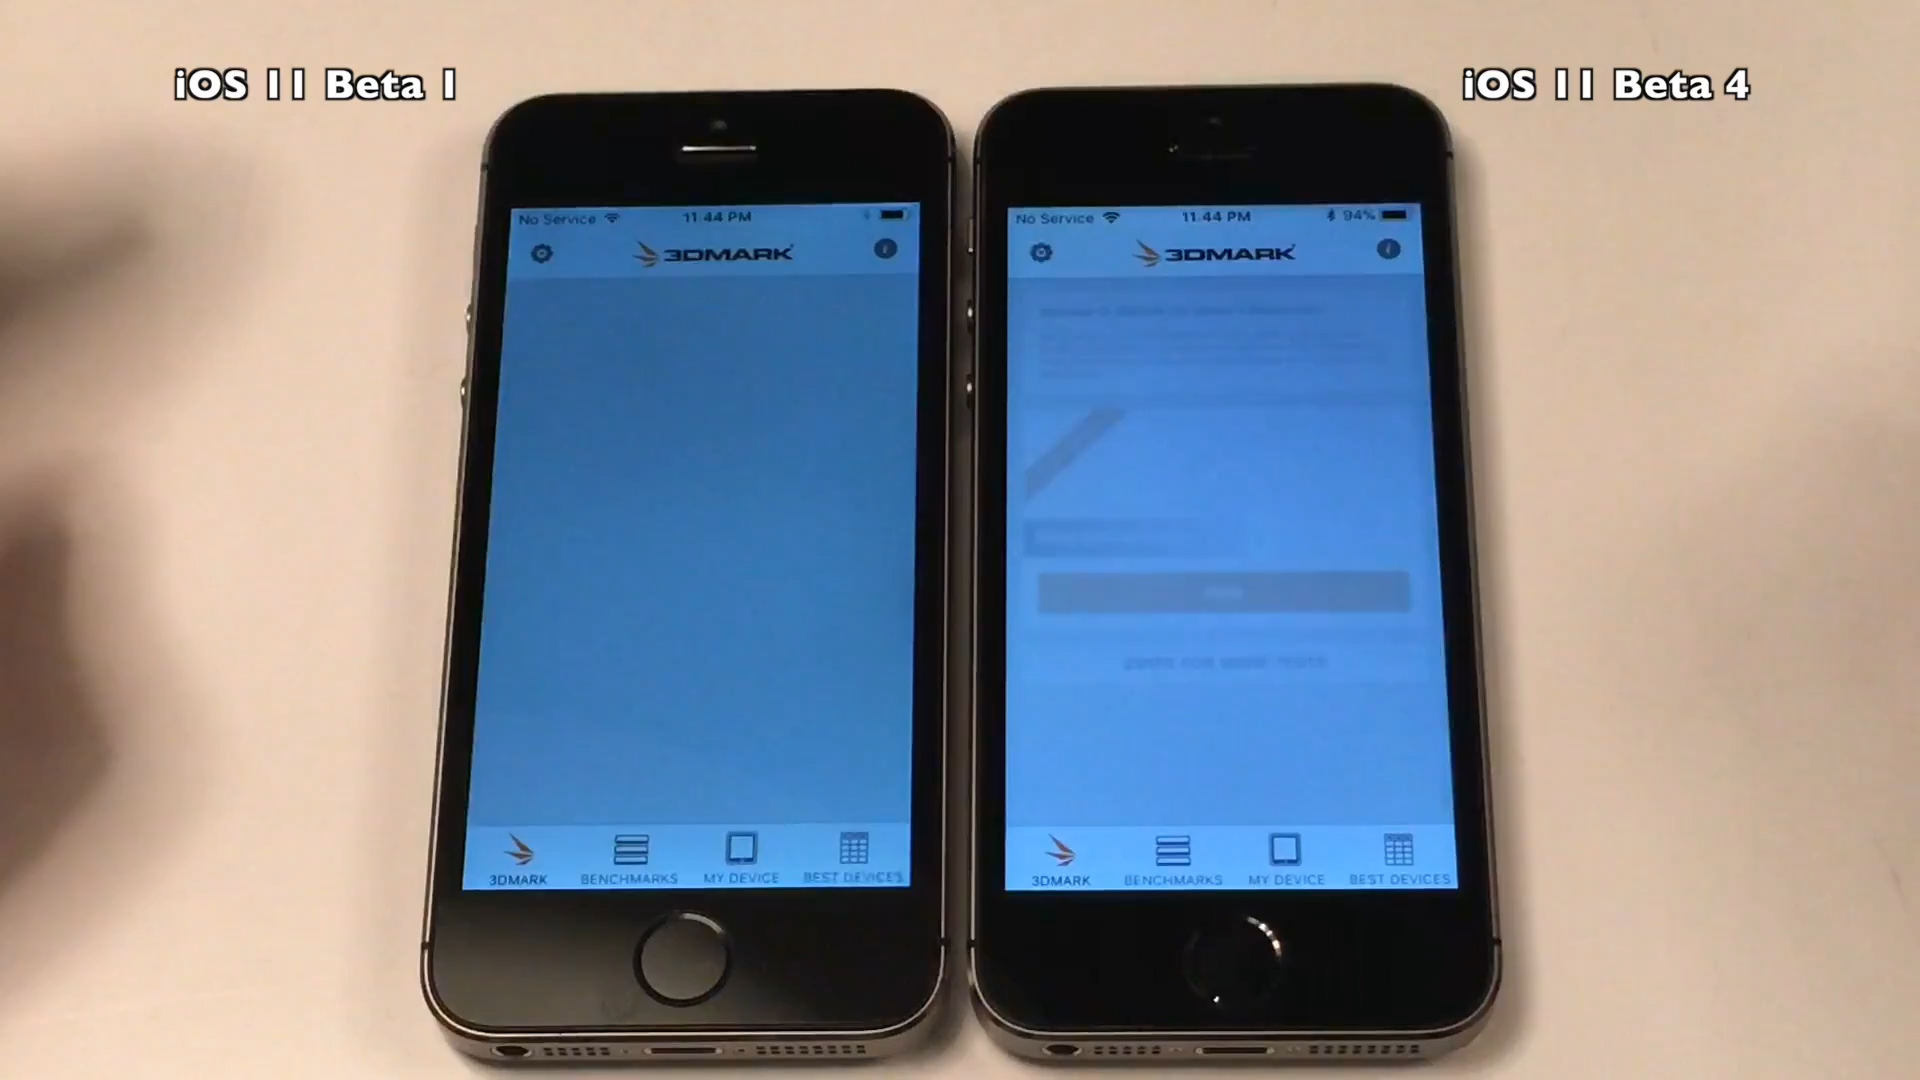 iOS 11 Beta 1
iOS 11 Beta 4
No Service
11:44 PM
3DMARK
3DMARK
BENCHMARKS
MY DEVICE
BEST DEVICES
No Service
11:44 PM
94%
3DMARK
3DMARK
BENCHMARKS
MY DEVICE
BEST DEVICES